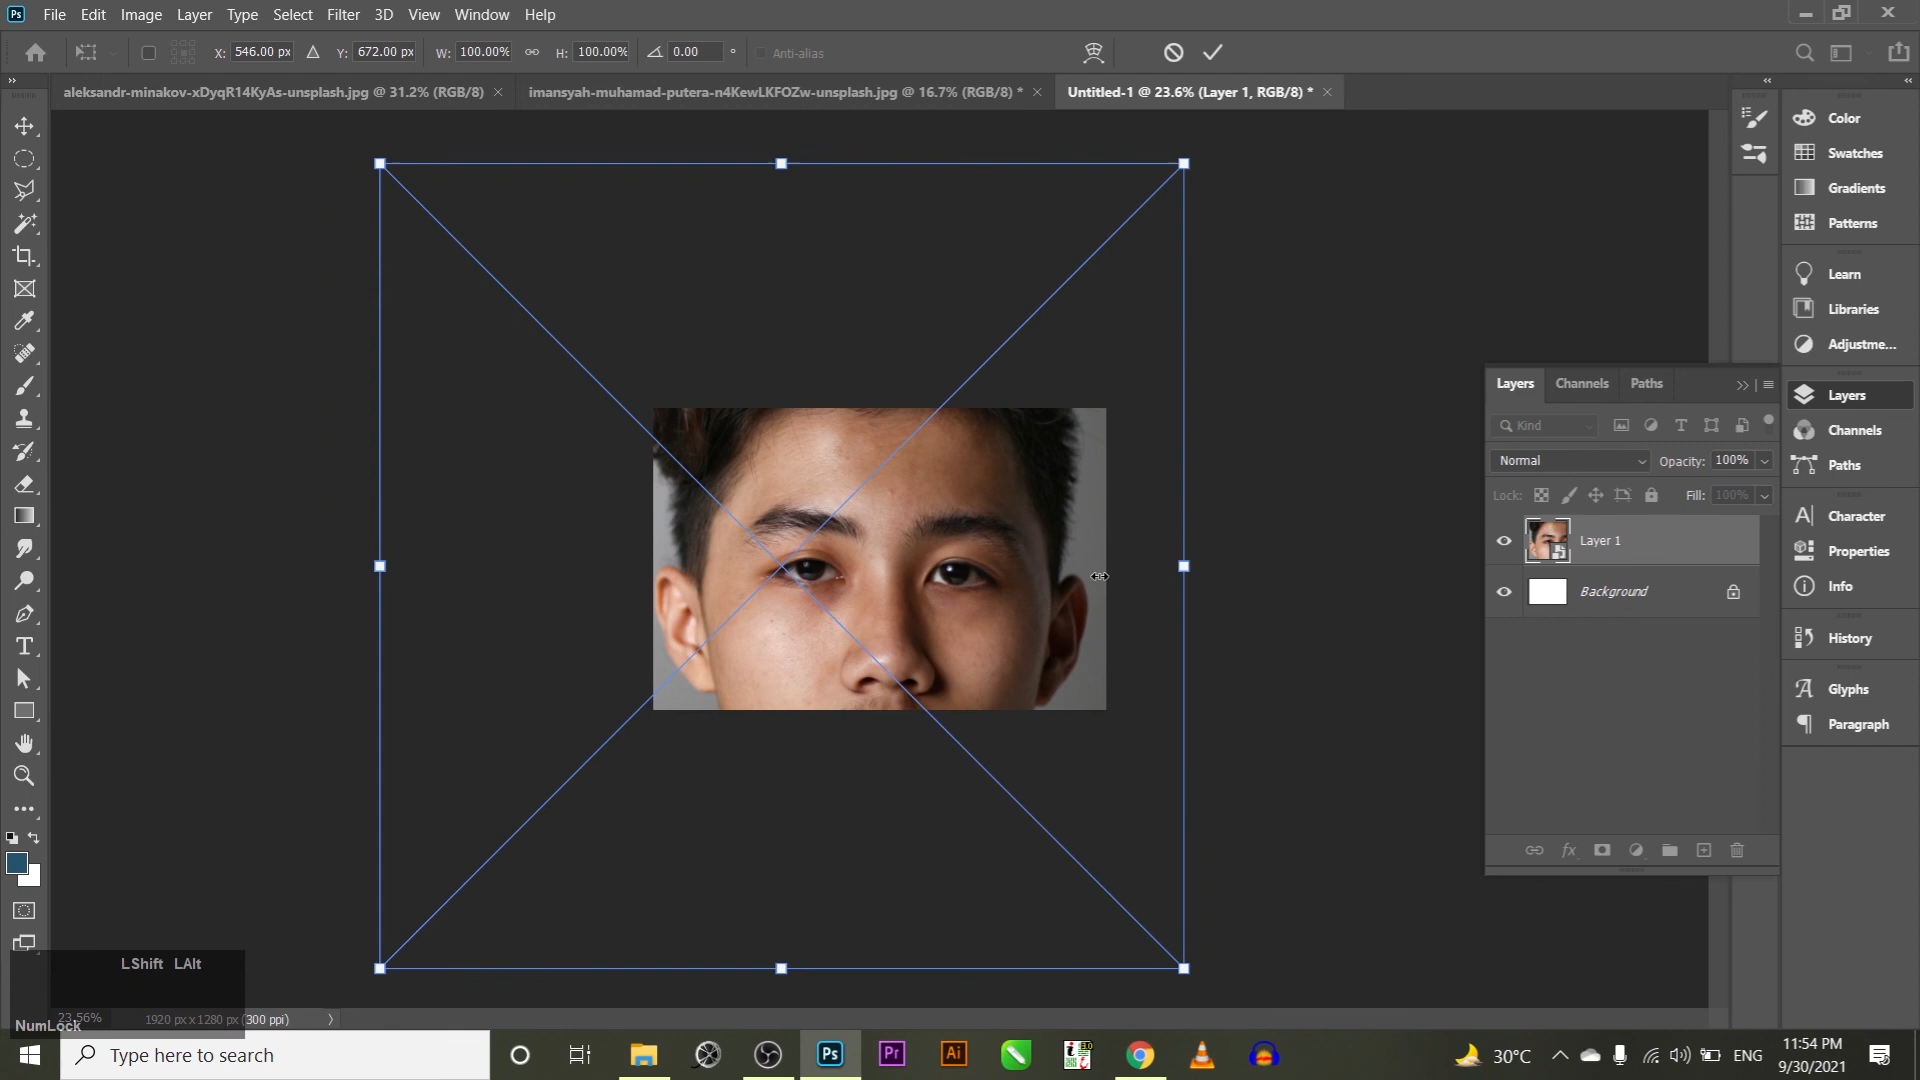 Ps File Edit Image Layer Type Select Filter 3D View Window Help
X: 546.00 px Y: 672.00 px W: 100.00% H: 100.00% 0.00 ° Anti-alias
aleksandr-minakov-xDyqR14KyAs-unsplash.jpg @ 31.2% (RGB/8) × imansyah-muhamad-putera-n4KewLKFOZw-unsplash.jpg @ 16.7% (RGB/8) * × Untitled-1 @ 23.6% (Layer 1, RGB/8) * ×
Color
Swatches
Gradients
Patterns
Learn
Libraries
Adjustme...
Layers
Channels
Paths
Character
Properties
Info
History
Glyphs
Paragraph
Layers Channels Paths
Kind
Normal Opacity: 100%
Lock: Fill: 100%
Layer 1
Background
fx
LShift LAlt
NumLock
23.56% 1920 px x 1280 px (300 ppi)
Type here to search
Ps Pr Ai
30°C ENG
11:54 PM
9/30/2021